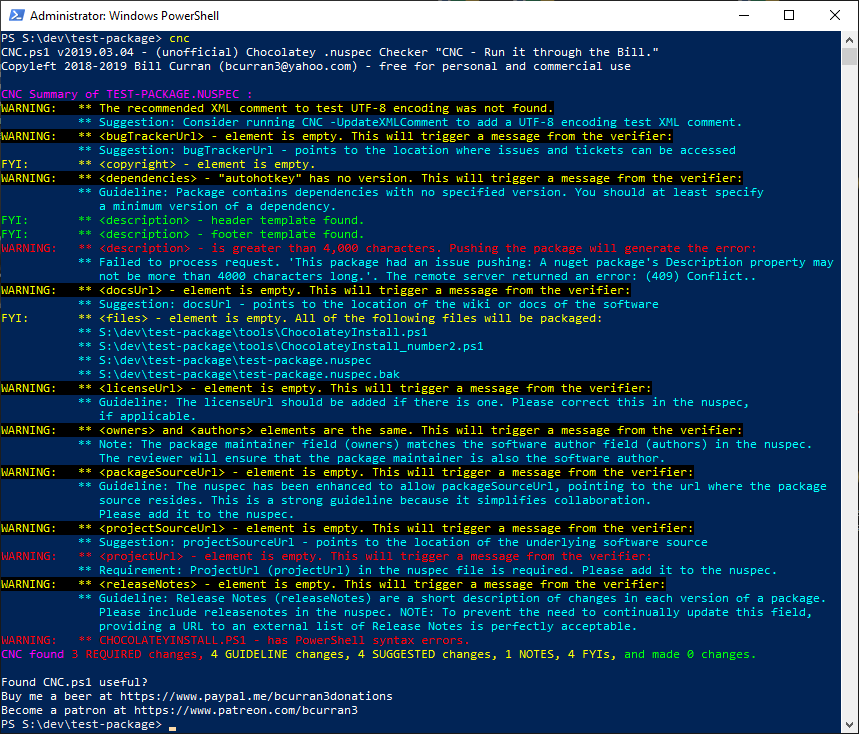 Administrator: Windows PowerShell
PS S:\dev\test-package> cnc
CNC.ps1 v2019.03.04 - (unofficial) Chocolatey .nuspec Checker "CNC - Run it through the Bill."
Copyleft 2018-2019 Bill Curran (bcurran3@yahoo.com) - free for personal and commercial use
CNC Summary of TEST-PACKAGE.NUSPEC :
WARNING:   ** The recommended XML comment to test UTF-8 encoding was not found.
** Suggestion: Consider running CNC -UpdateXMLComment to add a UTF-8 encoding test XML comment.
WARNING:   ** <bugTrackerUrl> - element is empty. This will trigger a message from the verifier:
** Suggestion: bugTrackerUrl - points to the location where issues and tickets can be accessed
FYI:       ** <copyright> - element is empty.
WARNING:   ** <dependencies> - "autohotkey" has no version. This will trigger a message from the verifier:
** Guideline: Package contains dependencies with no specified version. You should at least specify
a minimum version of a dependency.
FYI:       ** <description> - header template found.
FYI:       ** <description> - footer template found.
WARNING:   ** <description> - is greater than 4,000 characters. Pushing the package will generate the error:
** Failed to process request. 'This package had an issue pushing: A nuget package's Description property may
not be more than 4000 characters long.'. The remote server returned an error: (409) Conflict..
WARNING:   ** <docsUrl> - element is empty. This will trigger a message from the verifier:
** Suggestion: docsUrl - points to the location of the wiki or docs of the software
FYI:       ** <files> - element is empty. All of the following files will be packaged:
** S:\dev\test-package\tools\ChocolateyInstall.ps1
** S:\dev\test-package\tools\ChocolateyInstall_number2.ps1
** S:\dev\test-package\test-package.nuspec
** S:\dev\test-package\test-package.nuspec.bak
WARNING:   ** <licenseUrl> - element is empty. This will trigger a message from the verifier:
** Guideline: The licenseUrl should be added if there is one. Please correct this in the nuspec,
if applicable.
WARNING:   ** <owners> and <authors> elements are the same. This will trigger a message from the verifier:
** Note: The package maintainer field (owners) matches the software author field (authors) in the nuspec.
The reviewer will ensure that the package maintainer is also the software author.
WARNING:   ** <packageSourceUrl> - element is empty. This will trigger a message from the verifier:
** Guideline: The nuspec has been enhanced to allow packageSourceUrl, pointing to the url where the package
source resides. This is a strong guideline because it simplifies collaboration.
Please add it to the nuspec.
WARNING:   ** <projectSourceUrl> - element is empty. This will trigger a message from the verifier:
** Suggestion: projectSourceUrl - points to the location of the underlying software source
WARNING:   ** <projectUrl> - element is empty. This will trigger a message from the verifier:
** Requirement: ProjectUrl (projectUrl) in the nuspec file is required. Please add it to the nuspec.
WARNING:   ** <releaseNotes> - element is empty. This will trigger a message from the verifier:
** Guideline: Release Notes (releaseNotes) are a short description of changes in each version of a package.
Please include releasenotes in the nuspec. NOTE: To prevent the need to continually update this field,
providing a URL to an external list of Release Notes is perfectly acceptable.
WARNING:   ** CHOCOLATEYINSTALL.PS1 - has PowerShell syntax errors.
CNC found 3 REQUIRED changes, 4 GUIDELINE changes, 4 SUGGESTED changes, 1 NOTES, 4 FYIs, and made 0 changes.
Found CNC.ps1 useful?
Buy me a beer at https://www.paypal.me/bcurran3donations
Become a patron at https://www.patreon.com/bcurran3
PS S:\dev\test-package>